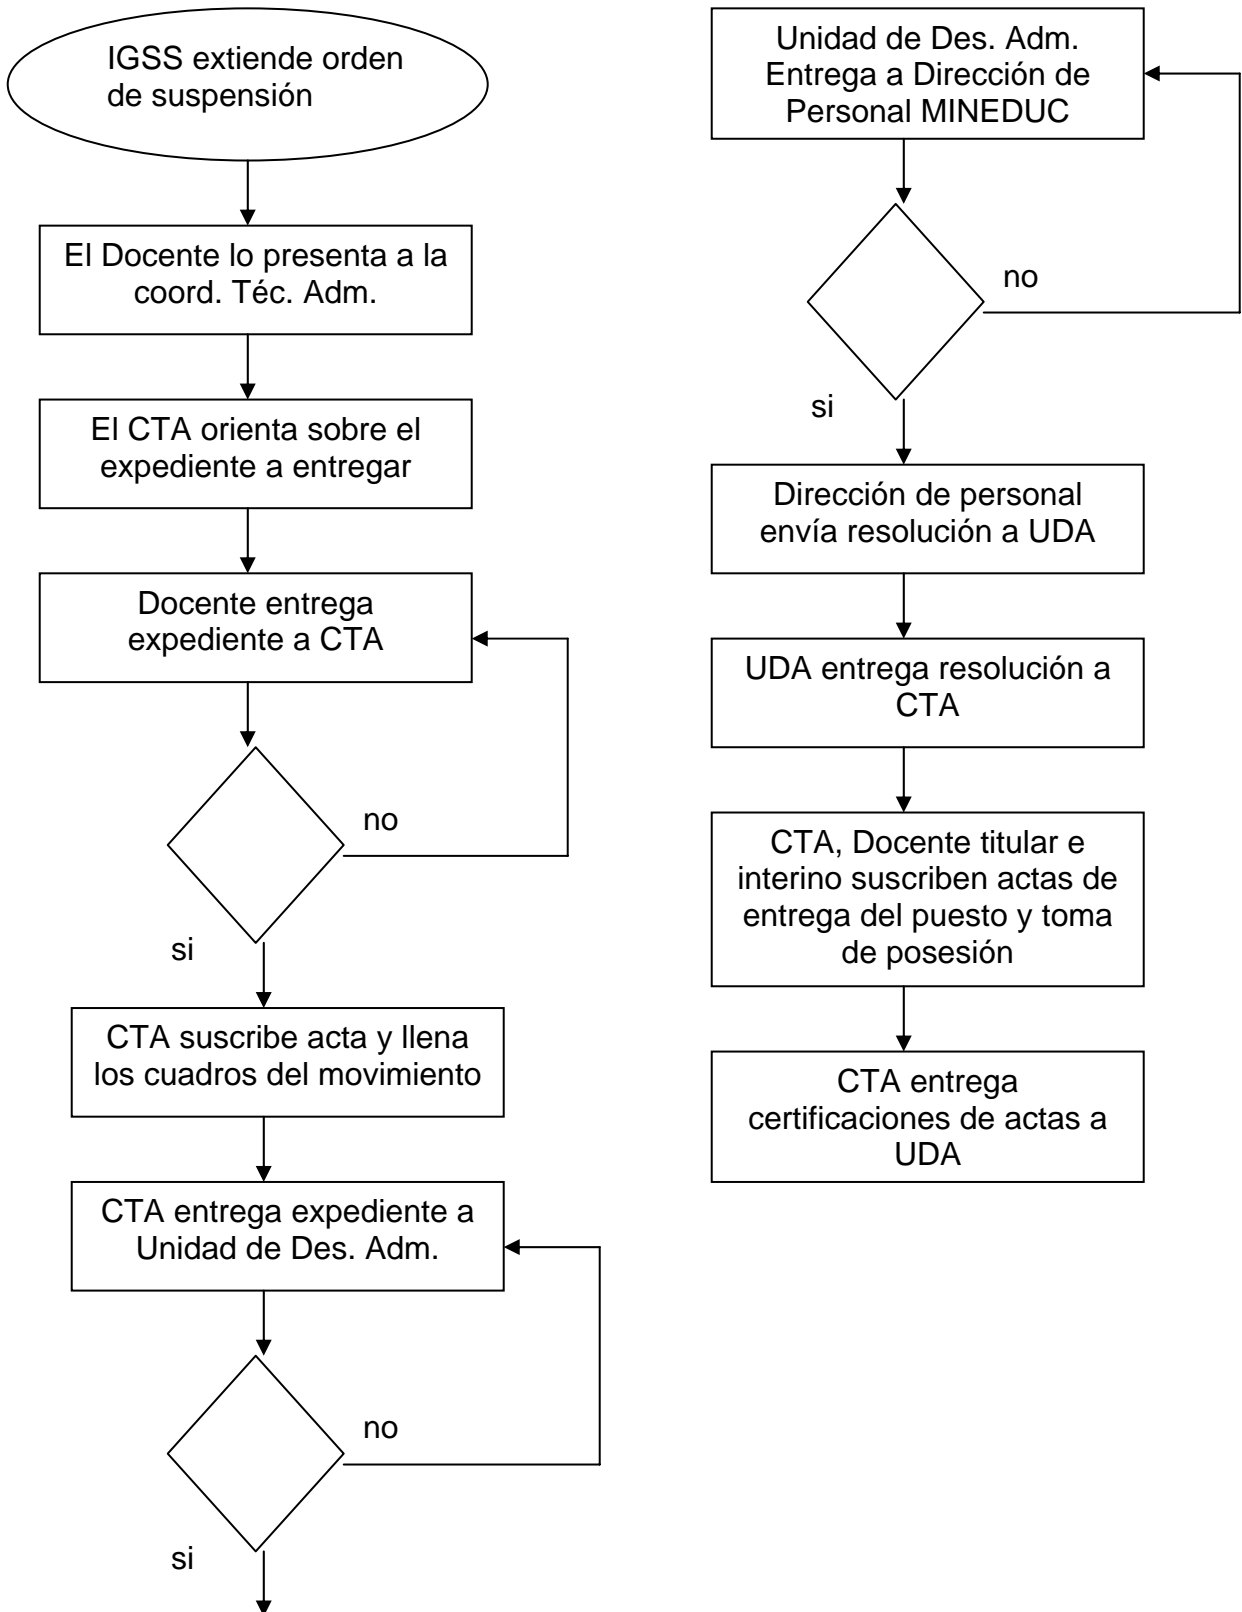 IGSS extiende orden
de suspensión
El Docente lo presenta a la
coord. Téc. Adm.
El CTA orienta sobre el
expediente a entregar
Docente entrega
expediente a CTA
no
si
CTA suscribe acta y llena
los cuadros del movimiento
CTA entrega expediente a
Unidad de Des. Adm.
no
si
Unidad de Des. Adm.
Entrega a Dirección de
Personal MINEDUC
no
si
Dirección de personal
envía resolución a UDA
UDA entrega resolución a
CTA
CTA, Docente titular e
interino suscriben actas de
entrega del puesto y toma
de posesión
CTA entrega
certificaciones de actas a
UDA